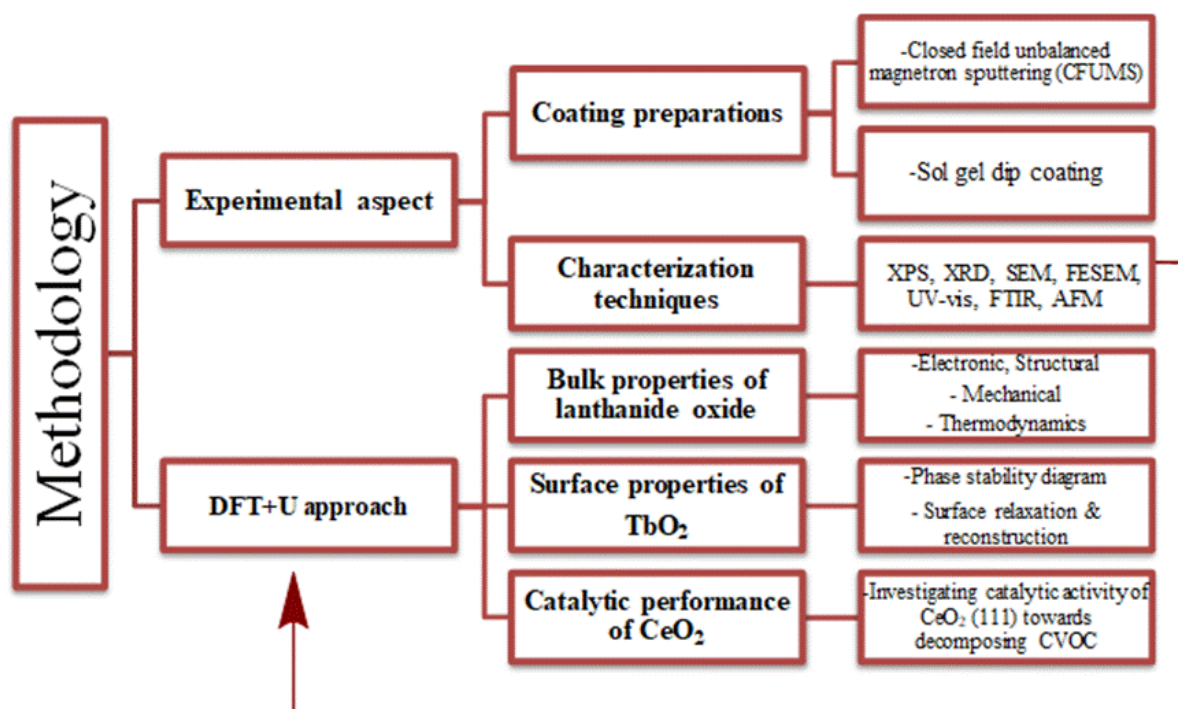 Methodology
Experimental aspect
Coating preparations
-Closed field unbalanced
magnetron sputtering (CFUMS)
-Sol gel dip coating
Characterization
techniques
XPS, XRD, SEM, FESEM,
UV-vis, FTIR, AFM
DFT+U approach
Bulk properties of
lanthanide oxide
-Electronic, Structural
- Mechanical
- Thermodynamics
Surface properties of
TbO₂
-Phase stability diagram
- Surface relaxation &
reconstruction
Catalytic performance
of CeO₂
-Investigating catalytic activity of
CeO₂ (111) towards
decomposing CVOC